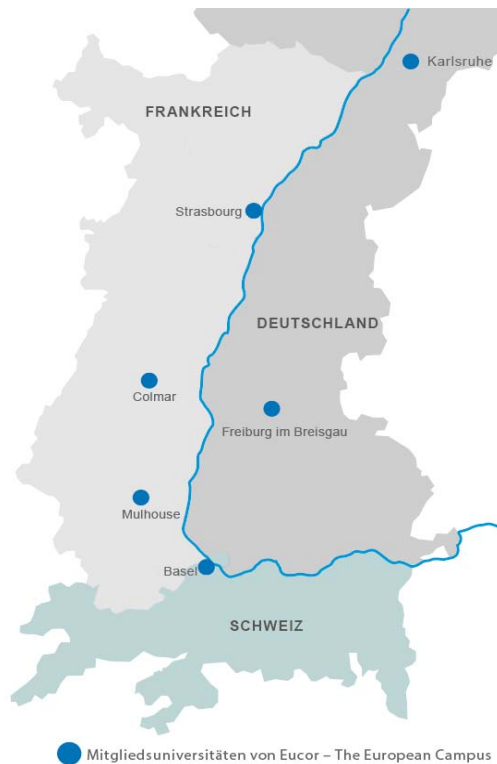 Karlsruhe
FRANKREICH
Strasbourg
DEUTSCHLAND
Colmar
Freiburg im Breisgau
Mulhouse
Basel
SCHWEIZ
Mitgliedsuniversitäten von Eucor – The European Campus